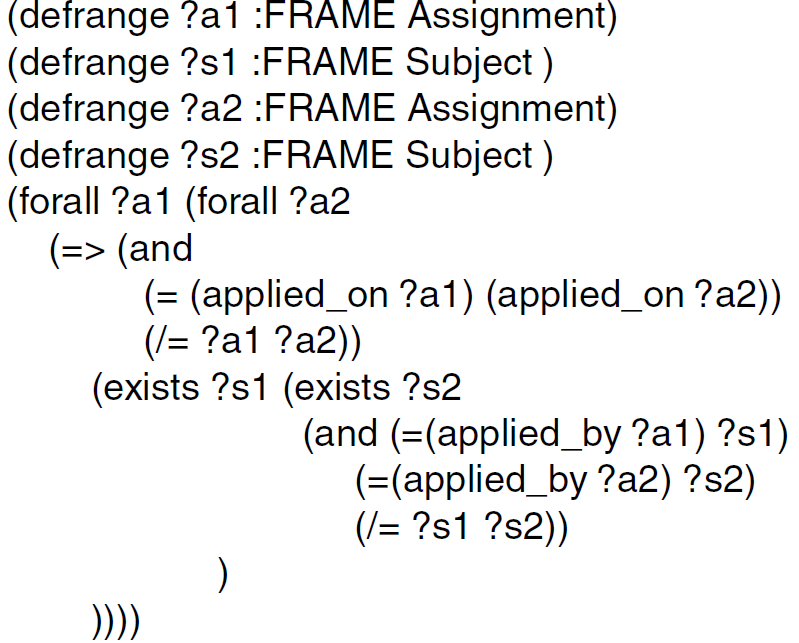 (defrange ?a1 :FRAME Assignment)
(defrange ?s1 :FRAME Subject )
(defrange ?a2 :FRAME Assignment)
(defrange ?s2 :FRAME Subject )
(forall ?a1 (forall ?a2
(=> (and
(= (applied_on ?a1) (applied_on ?a2))
(/= ?a1 ?a2))
(exists ?s1 (exists ?s2
(and (=(applied_by ?a1) ?s1)
(=(applied_by ?a2) ?s2)
(/= ?s1 ?s2))
)
))))